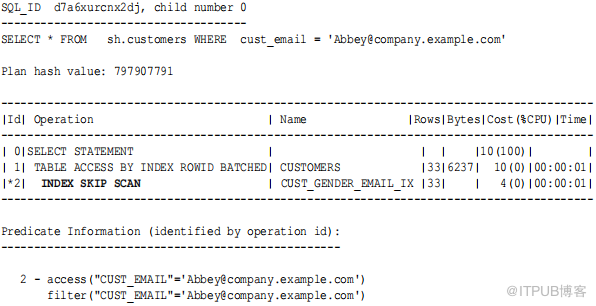 SQL_ID  d7a6xurcnx2dj, child number 0
-------------------------------------
SELECT * FROM   sh.customers WHERE  cust_email = 'Abbey@company.example.com'
Plan hash value: 797907791
-----------------------------------------------------------------------------------------
|Id| Operation                           | Name                 |Rows|Bytes|Cost(%CPU)|Time|
-----------------------------------------------------------------------------------------
| 0|SELECT STATEMENT                     |                      |  |     |10(100)|        |
| 1| TABLE ACCESS BY INDEX ROWID BATCHED| CUSTOMERS            |33|6237|  10(0)|00:00:01|
|*2|  INDEX SKIP SCAN                    | CUST_GENDER_EMAIL_IX |33|     |   4(0)|00:00:01|
-----------------------------------------------------------------------------------------
Predicate Information (identified by operation id):
---------------------------------------------------
2 - access("CUST_EMAIL"='Abbey@company.example.com')
filter("CUST_EMAIL"='Abbey@company.example.com')
@ITPUB博客